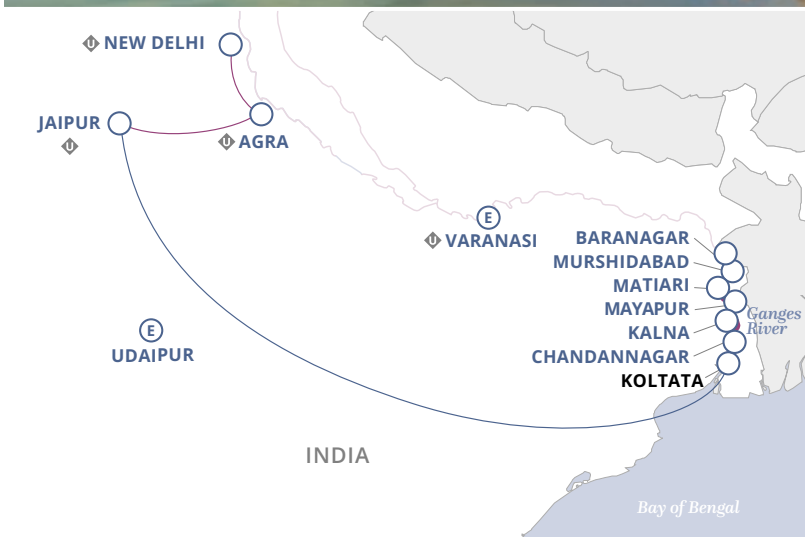 U NEW DELHI
JAIPUR
U
U AGRA
E
U VARANASI
BARANAGAR
MURSHIDABAD
MATIARI
MAYAPUR
Ganges
River
KALNA
CHANDANNAGAR
KOLTATA
E
UDAIPUR
INDIA
Bay of Bengal